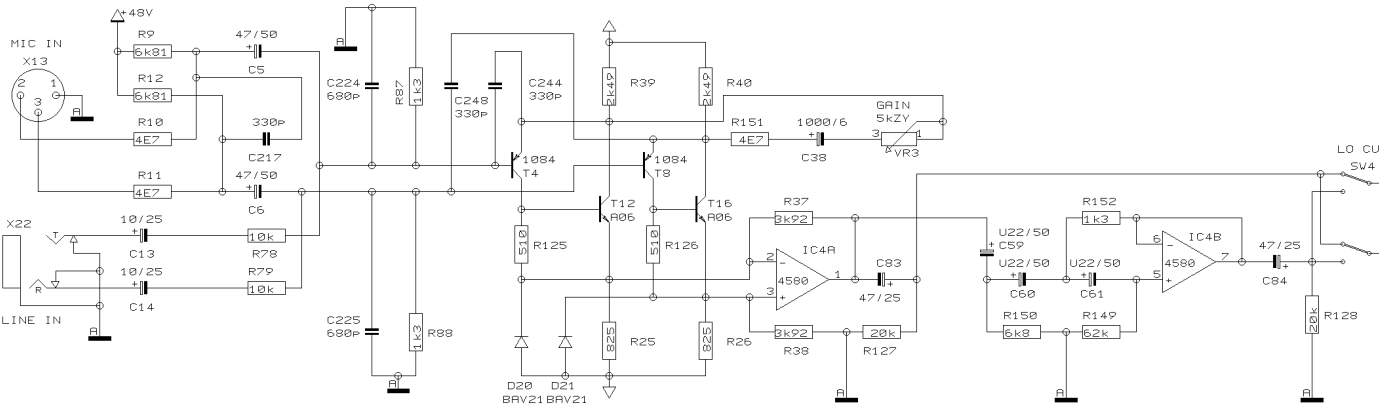 +48V
MIC IN
X13
2
1
3
A
R9
6k81
R12
6k81
R10
4E7
R11
4E7
47/50
+
C5
330p
C217
47/50
+
C6
X22
T
R
LINE IN
A
10/25
+
C13
10/25
+
C14
10k
R78
R79
10k
A
C224
680p
R87
1k3
C248
330p
C244
330p
C225
680p
1k3
R88
A
1084
T4
1084
T8
2k49
R39
2k49
R40
T12
A06
T16
A06
510
R125
510
R126
D20
BAV21
D21
BAV21
825
R25
825
R26
R151
4E7
1000/6
+
C38
GAIN
5kZY
3
1
VR3
R37
3k92
2
-
3
+
IC4A
4580
1
3k92
R38
C83
+
47/25
20k
R127
A
U22/50
+
C59
U22/50
+
C60
U22/50
+
C61
R152
1k3
R150
6k8
R149
62k
A
6
-
5
+
IC4B
4580
7
47/25
C84
+
20k
R128
A
LO CU
SW4